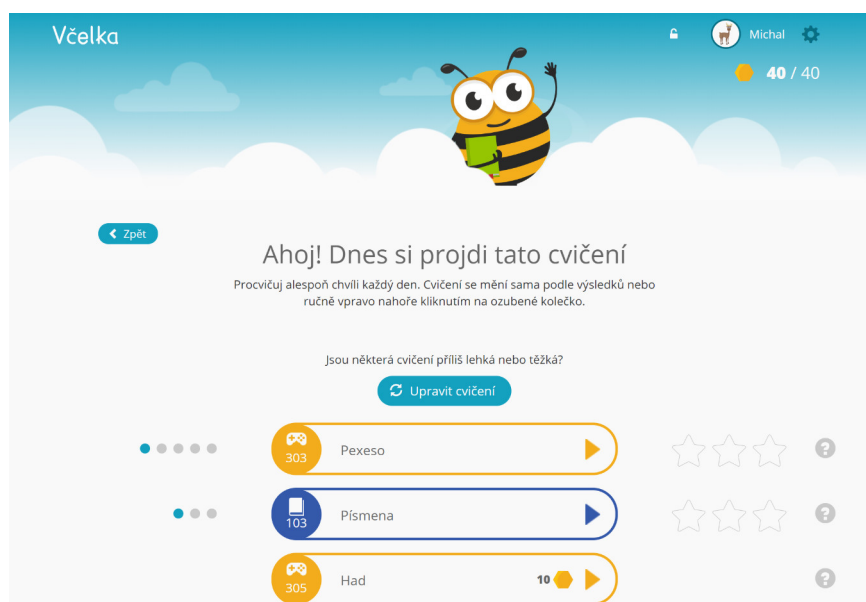 Včelka
Michal
40 / 40
Zpět
Ahoj! Dnes si projdi tato cvičení
Procvičuj alespoň chvíli každý den. Cvičení se mění sama podle výsledků nebo
ručně vpravo nahoře kliknutím na ozubené kolečko.
Jsou některá cvičení příliš lehká nebo těžká?
Upravit cvičení
303 Pexeso ?
103 Písmena ?
305 Had 10 ?